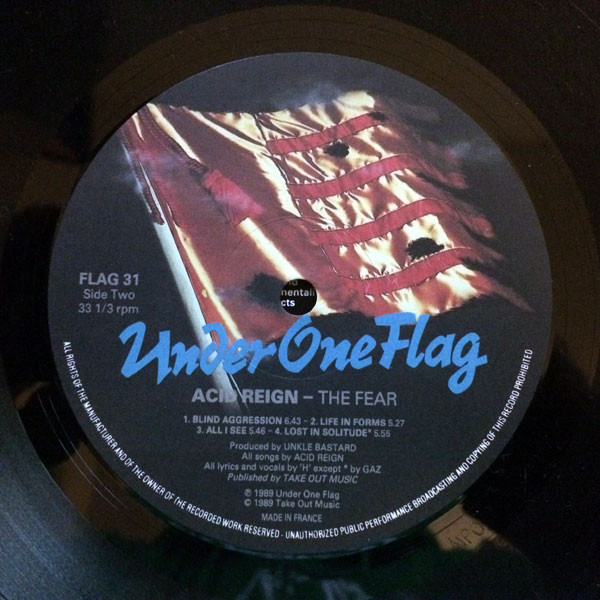 FLAG 31
Side Two
33 1/3 rpm
mentali
cts
Under One Flag
ACID REIGN – THE FEAR
1. BLIND AGGRESSION 6.43 - 2. LIFE IN FORMS 5.27
3. ALL I SEE 5.46 – 4. LOST IN SOLITUDE* 5.55
Produced by UNKLE BASTARD
All songs by ACID REIGN
All lyrics and vocals by 'H' except * by GAZ
Published by TAKE OUT MUSIC
℗ 1989 Under One Flag
© 1989 Take Out Music
MADE IN FRANCE
ALL RIGHTS OF THE MANUFACTURER AND OF THE OWNER OF THE RECORDED WORK RESERVED - UNAUTHORIZED PUBLIC PERFORMANCE BROADCASTING AND COPYING OF THIS RECORD PROHIBITED